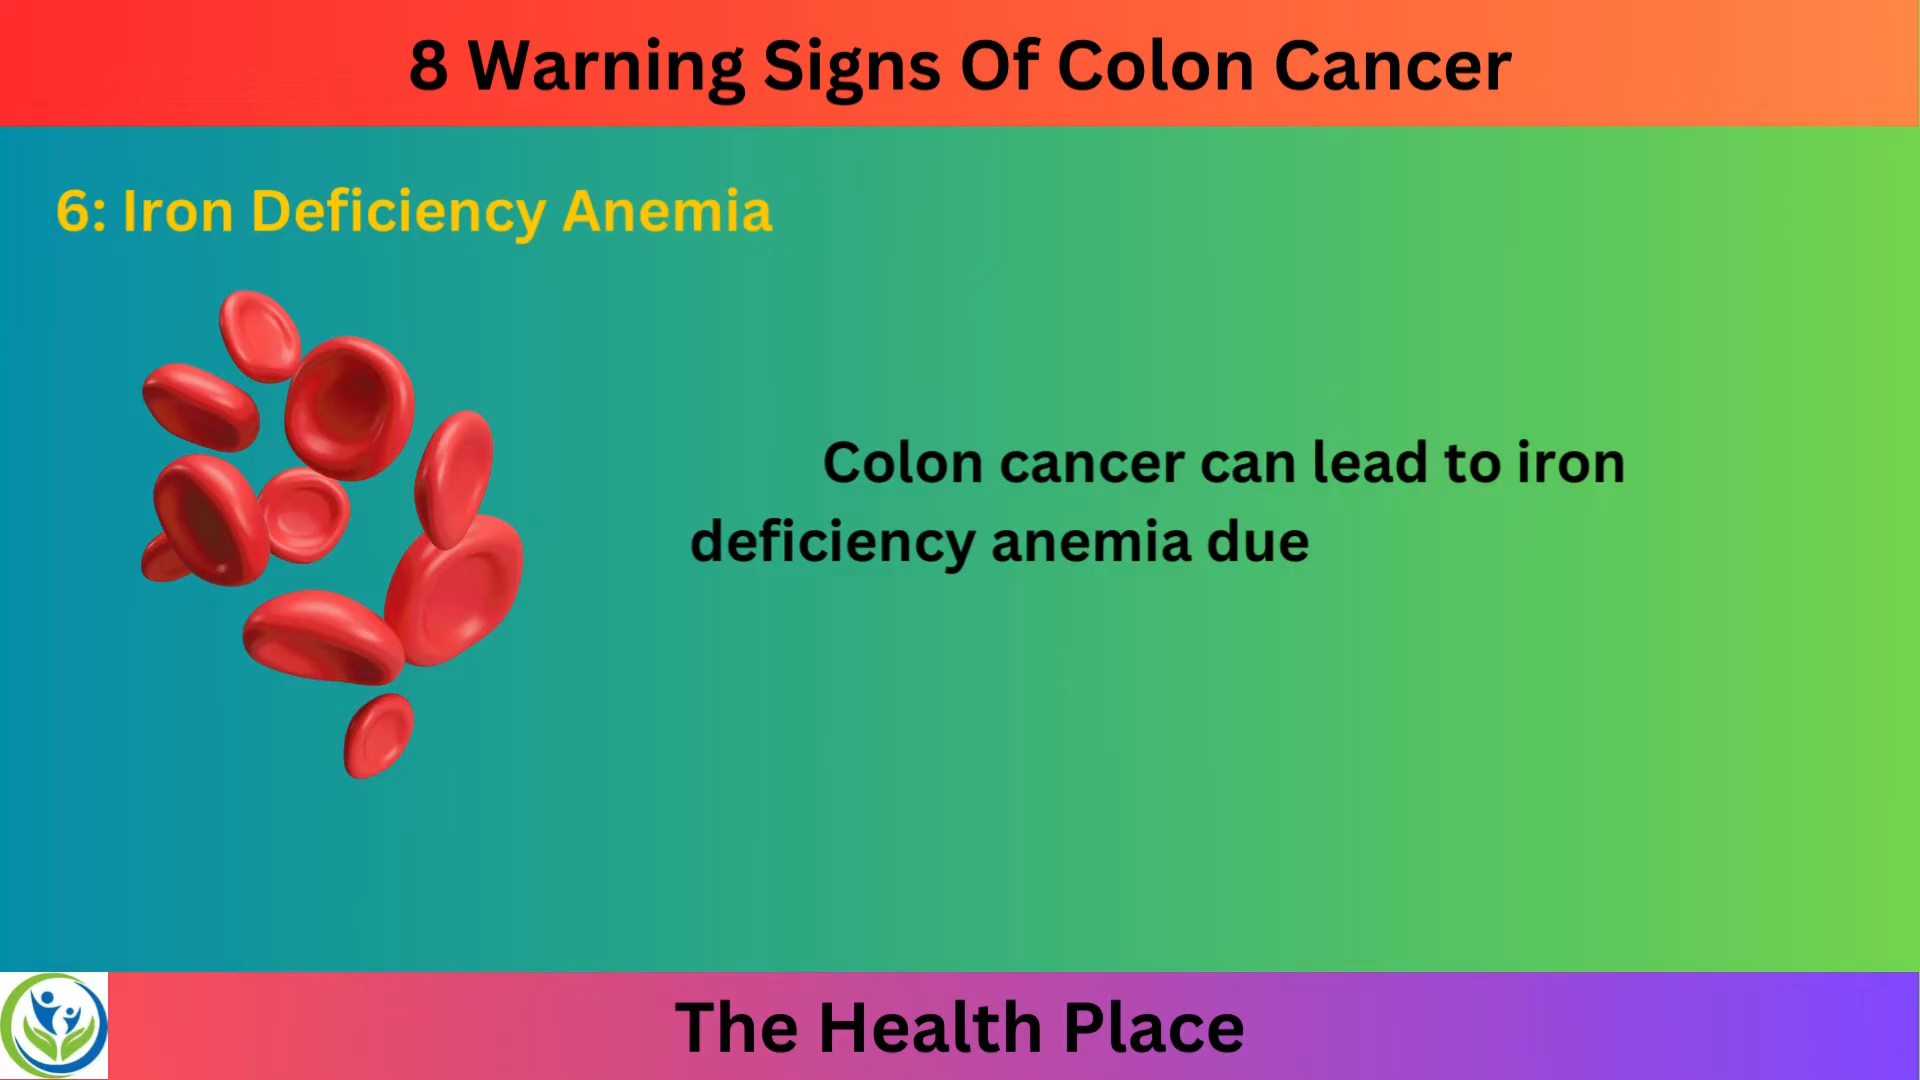 8 Warning Signs Of Colon Cancer
6: Iron Deficiency Anemia
Colon cancer can lead to iron
deficiency anemia due
The Health Place